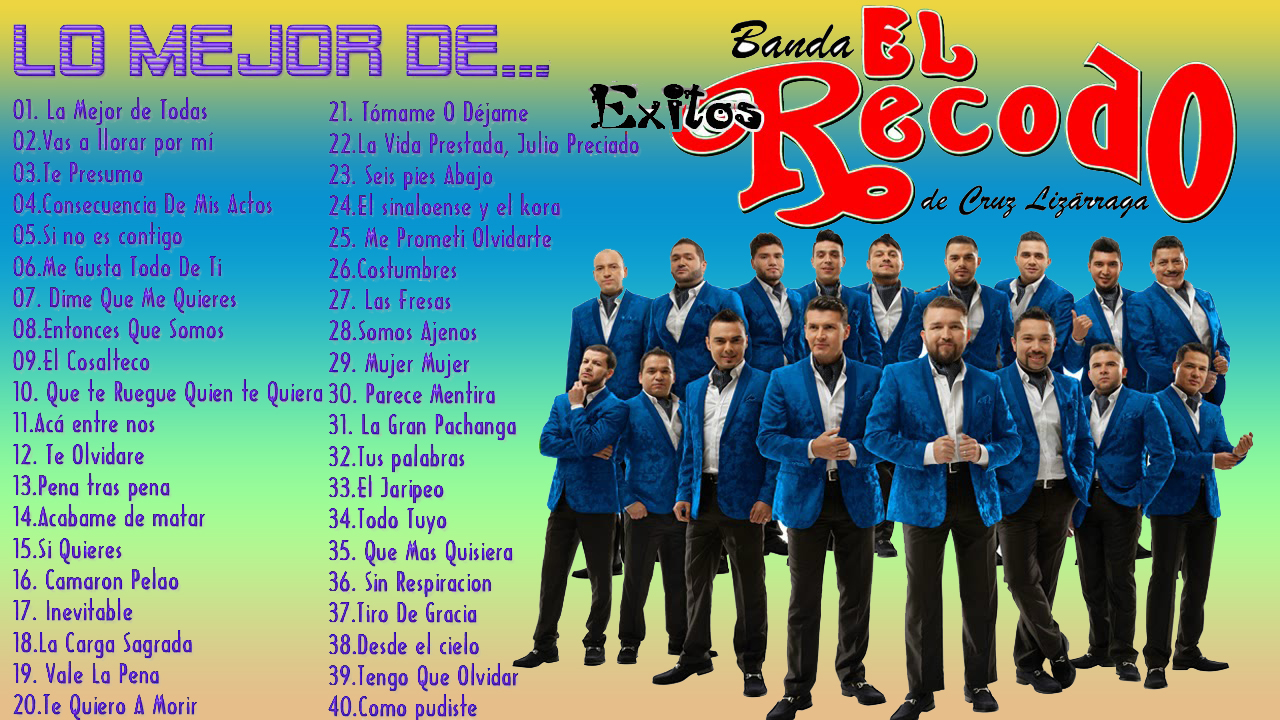 LO MEJOR DE...
01. La Mejor de Todas
02.Vas a llorar por mí
03.Te Presumo
04.Consecuencia De Mis Actos
05.Si no es contigo
06.Me Gusta Todo De Ti
07. Dime Que Me Quieres
08.Entonces Que Somos
09.El Cosalteco
10. Que te Ruegue Quien te Quiera
11.Acá entre nos
12. Te Olvidare
13.Pena tras pena
14.Acabame de matar
15.Si Quieres
16. Camaron Pelao
17. Inevitable
18.La Carga Sagrada
19. Vale La Pena
20.Te Quiero A Morir
21. Tómame O Déjame
22.La Vida Prestada, Julio Preciado
23. Seis pies Abajo
24.El sinaloense y el kora
25. Me Prometi Olvidarte
26.Costumbres
27. Las Fresas
28.Somos Ajenos
29. Mujer Mujer
30. Parece Mentira
31. La Gran Pachanga
32.Tus palabras
33.El Jaripeo
34.Todo Tuyo
35. Que Mas Quisiera
36. Sin Respiracion
37.Tiro De Gracia
38.Desde el cielo
39.Tengo Que Olvidar
40.Como pudiste
Banda EL
Exitos
Recodo
de Cruz Lizárraga